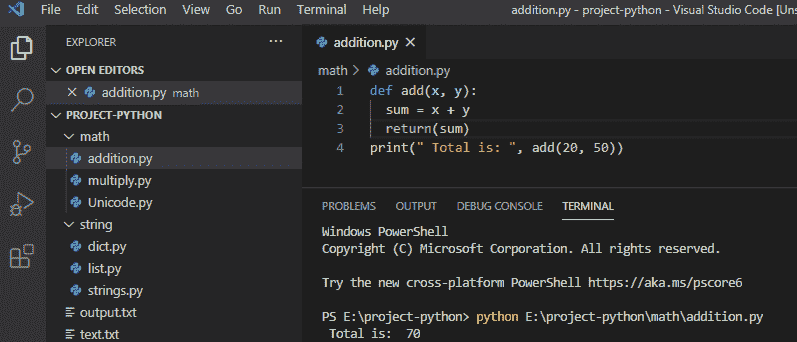 File Edit Selection View Go Run Terminal Help addition.py - project-python - Visual Studio Code [Uns
EXPLORER
OPEN EDITORS
addition.py math
PROJECT-PYTHON
math
addition.py
multiply.py
Unicode.py
string
dict.py
list.py
strings.py
output.txt
text.txt
addition.py
math > addition.py
1 def add(x, y):
2 sum = x + y
3 return(sum)
4 print(" Total is: ", add(20, 50))
PROBLEMS OUTPUT DEBUG CONSOLE TERMINAL
Windows PowerShell
Copyright (C) Microsoft Corporation. All rights reserved.
Try the new cross-platform PowerShell https://aka.ms/pscore6
PS E:\project-python> python E:\project-python\math\addition.py
Total is: 70